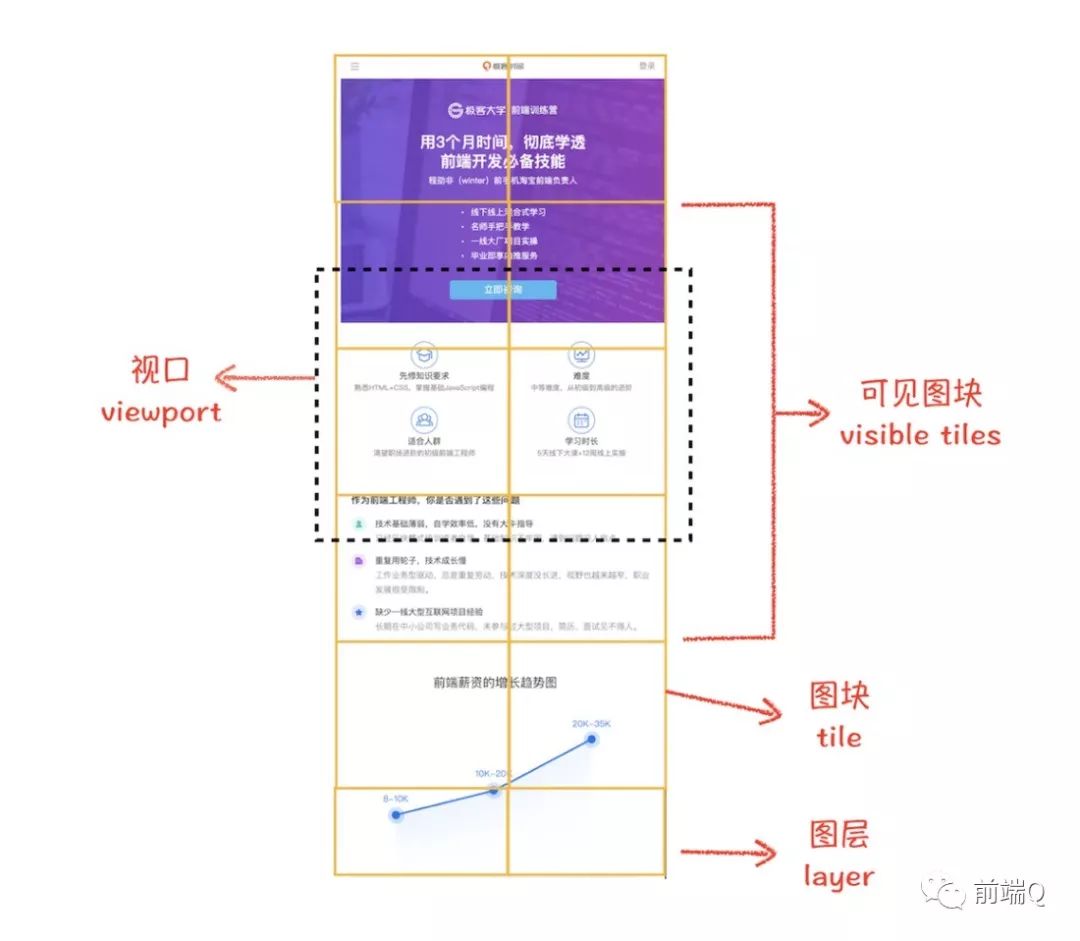 极客时间
登录
极客大学 前端训练营
用3个月时间，彻底学透
前端开发必备技能
程劭非（winter）前手机淘宝前端负责人
• 线下线上混合式学习
• 名师手把手教学
• 一线大厂项目实操
• 毕业即享内推服务
立即咨询
先修知识要求
熟悉HTML+CSS，掌握基础JavaScript编程
难度
中等难度，从初级到高级的进阶
适合人群
渴望职场进阶的初级前端工程师
学习时长
5天线下大课+12周线上实操
作为前端工程师，你是否遇到了这些问题
技术基础薄弱，自学效率低，没有大牛指导
重复用轮子，技术成长慢
工作业务型驱动，总是重复劳动，技术深度没长进，视野也越来越窄，职业
发展很受限制。
缺少一线大型互联网项目经验
长期在中小公司写业务代码，未参与过大型项目，简历、面试见不得人。
前端薪资的增长趋势图
20K-35K
10K-20K
8-10K
视口
viewport
可见图块
visible tiles
图块
tile
图层
layer
前端Q